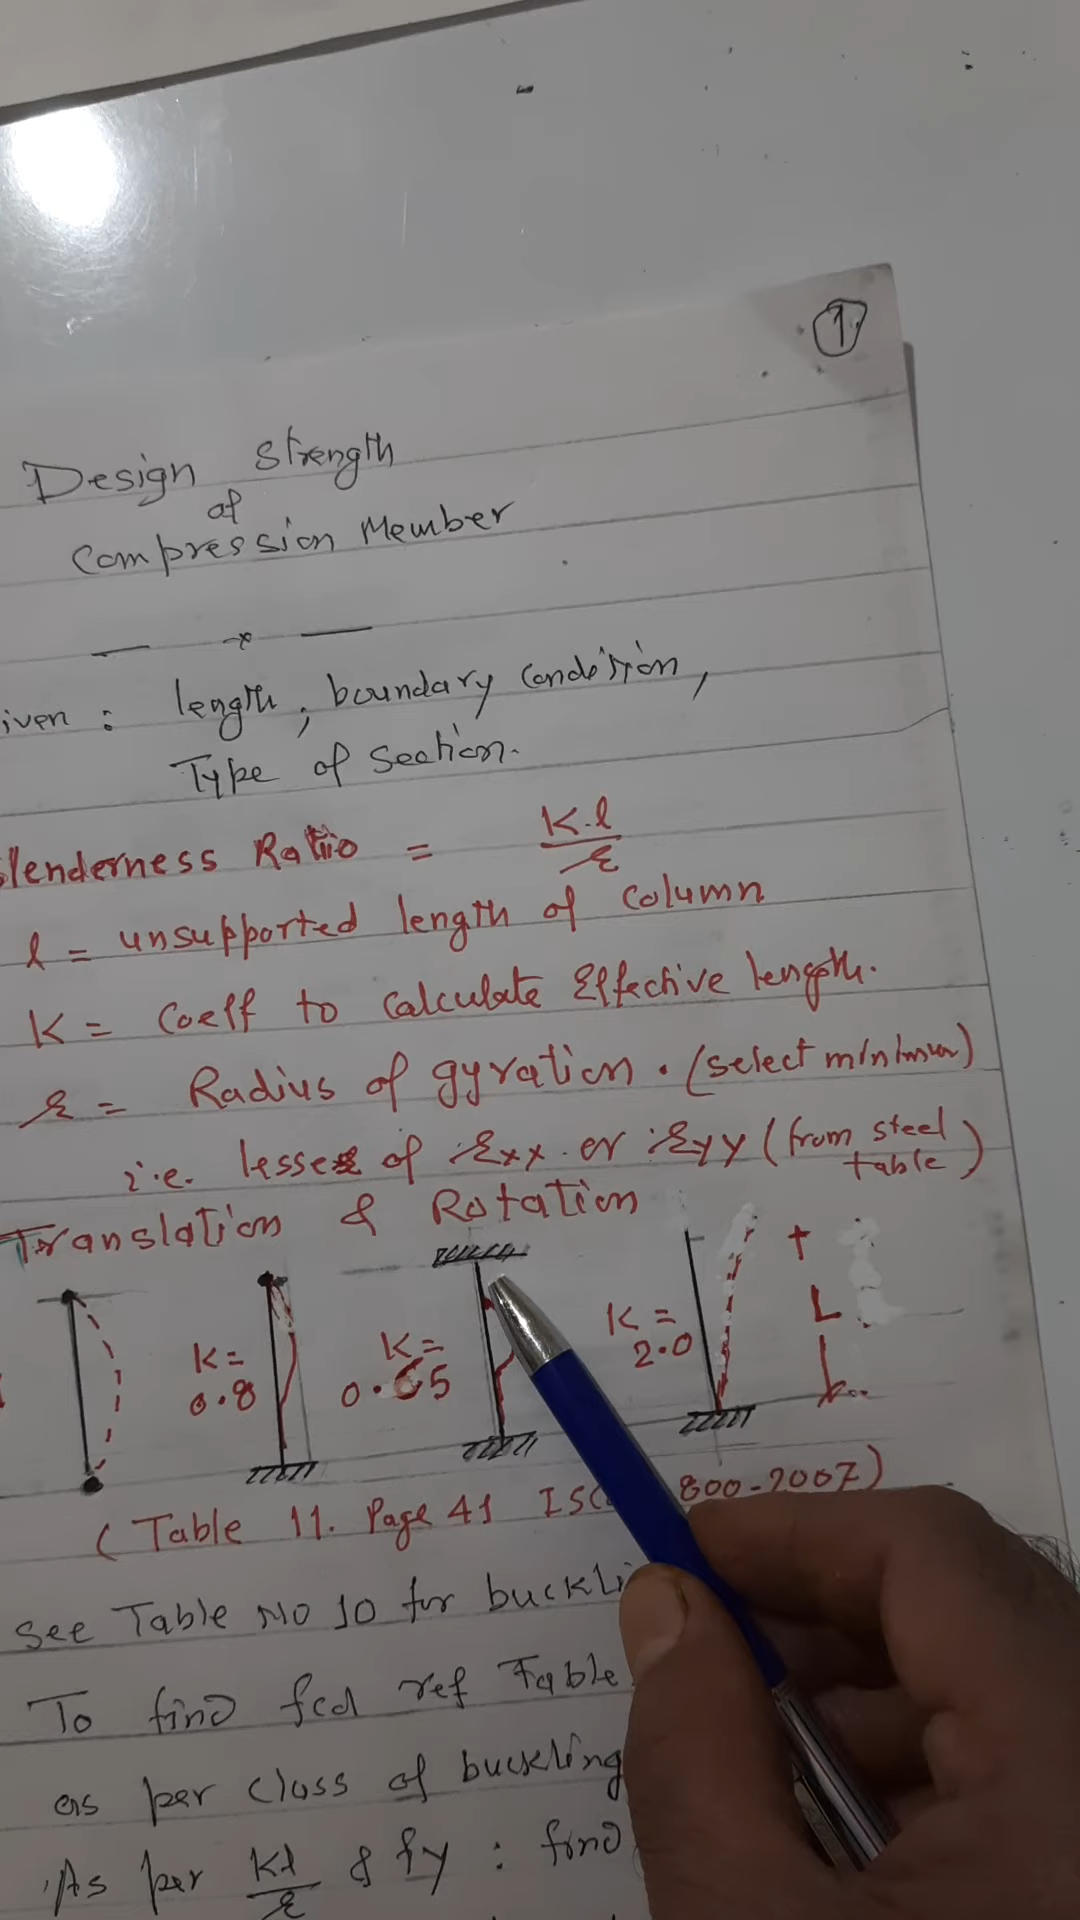 1
Design Strength
of
Compression Member
iven : length, boundary condition,
Type of Section.
Slenderness Ratio = K.l / r
l = unsupported length of Column
K = Coeff to calculate Effective length.
r = Radius of gyration. (select minimum)
i.e. lesser of rxx or ryy (from steel table)
Translation & Rotation
K= 0.8
K= 0.65
K= 2.0
L
(Table 11. Page 41 IS 800-2007)
See Table No 10 for buckli
To find fcd ref Table
as per class of buckling
As per Kl / r & fy : find